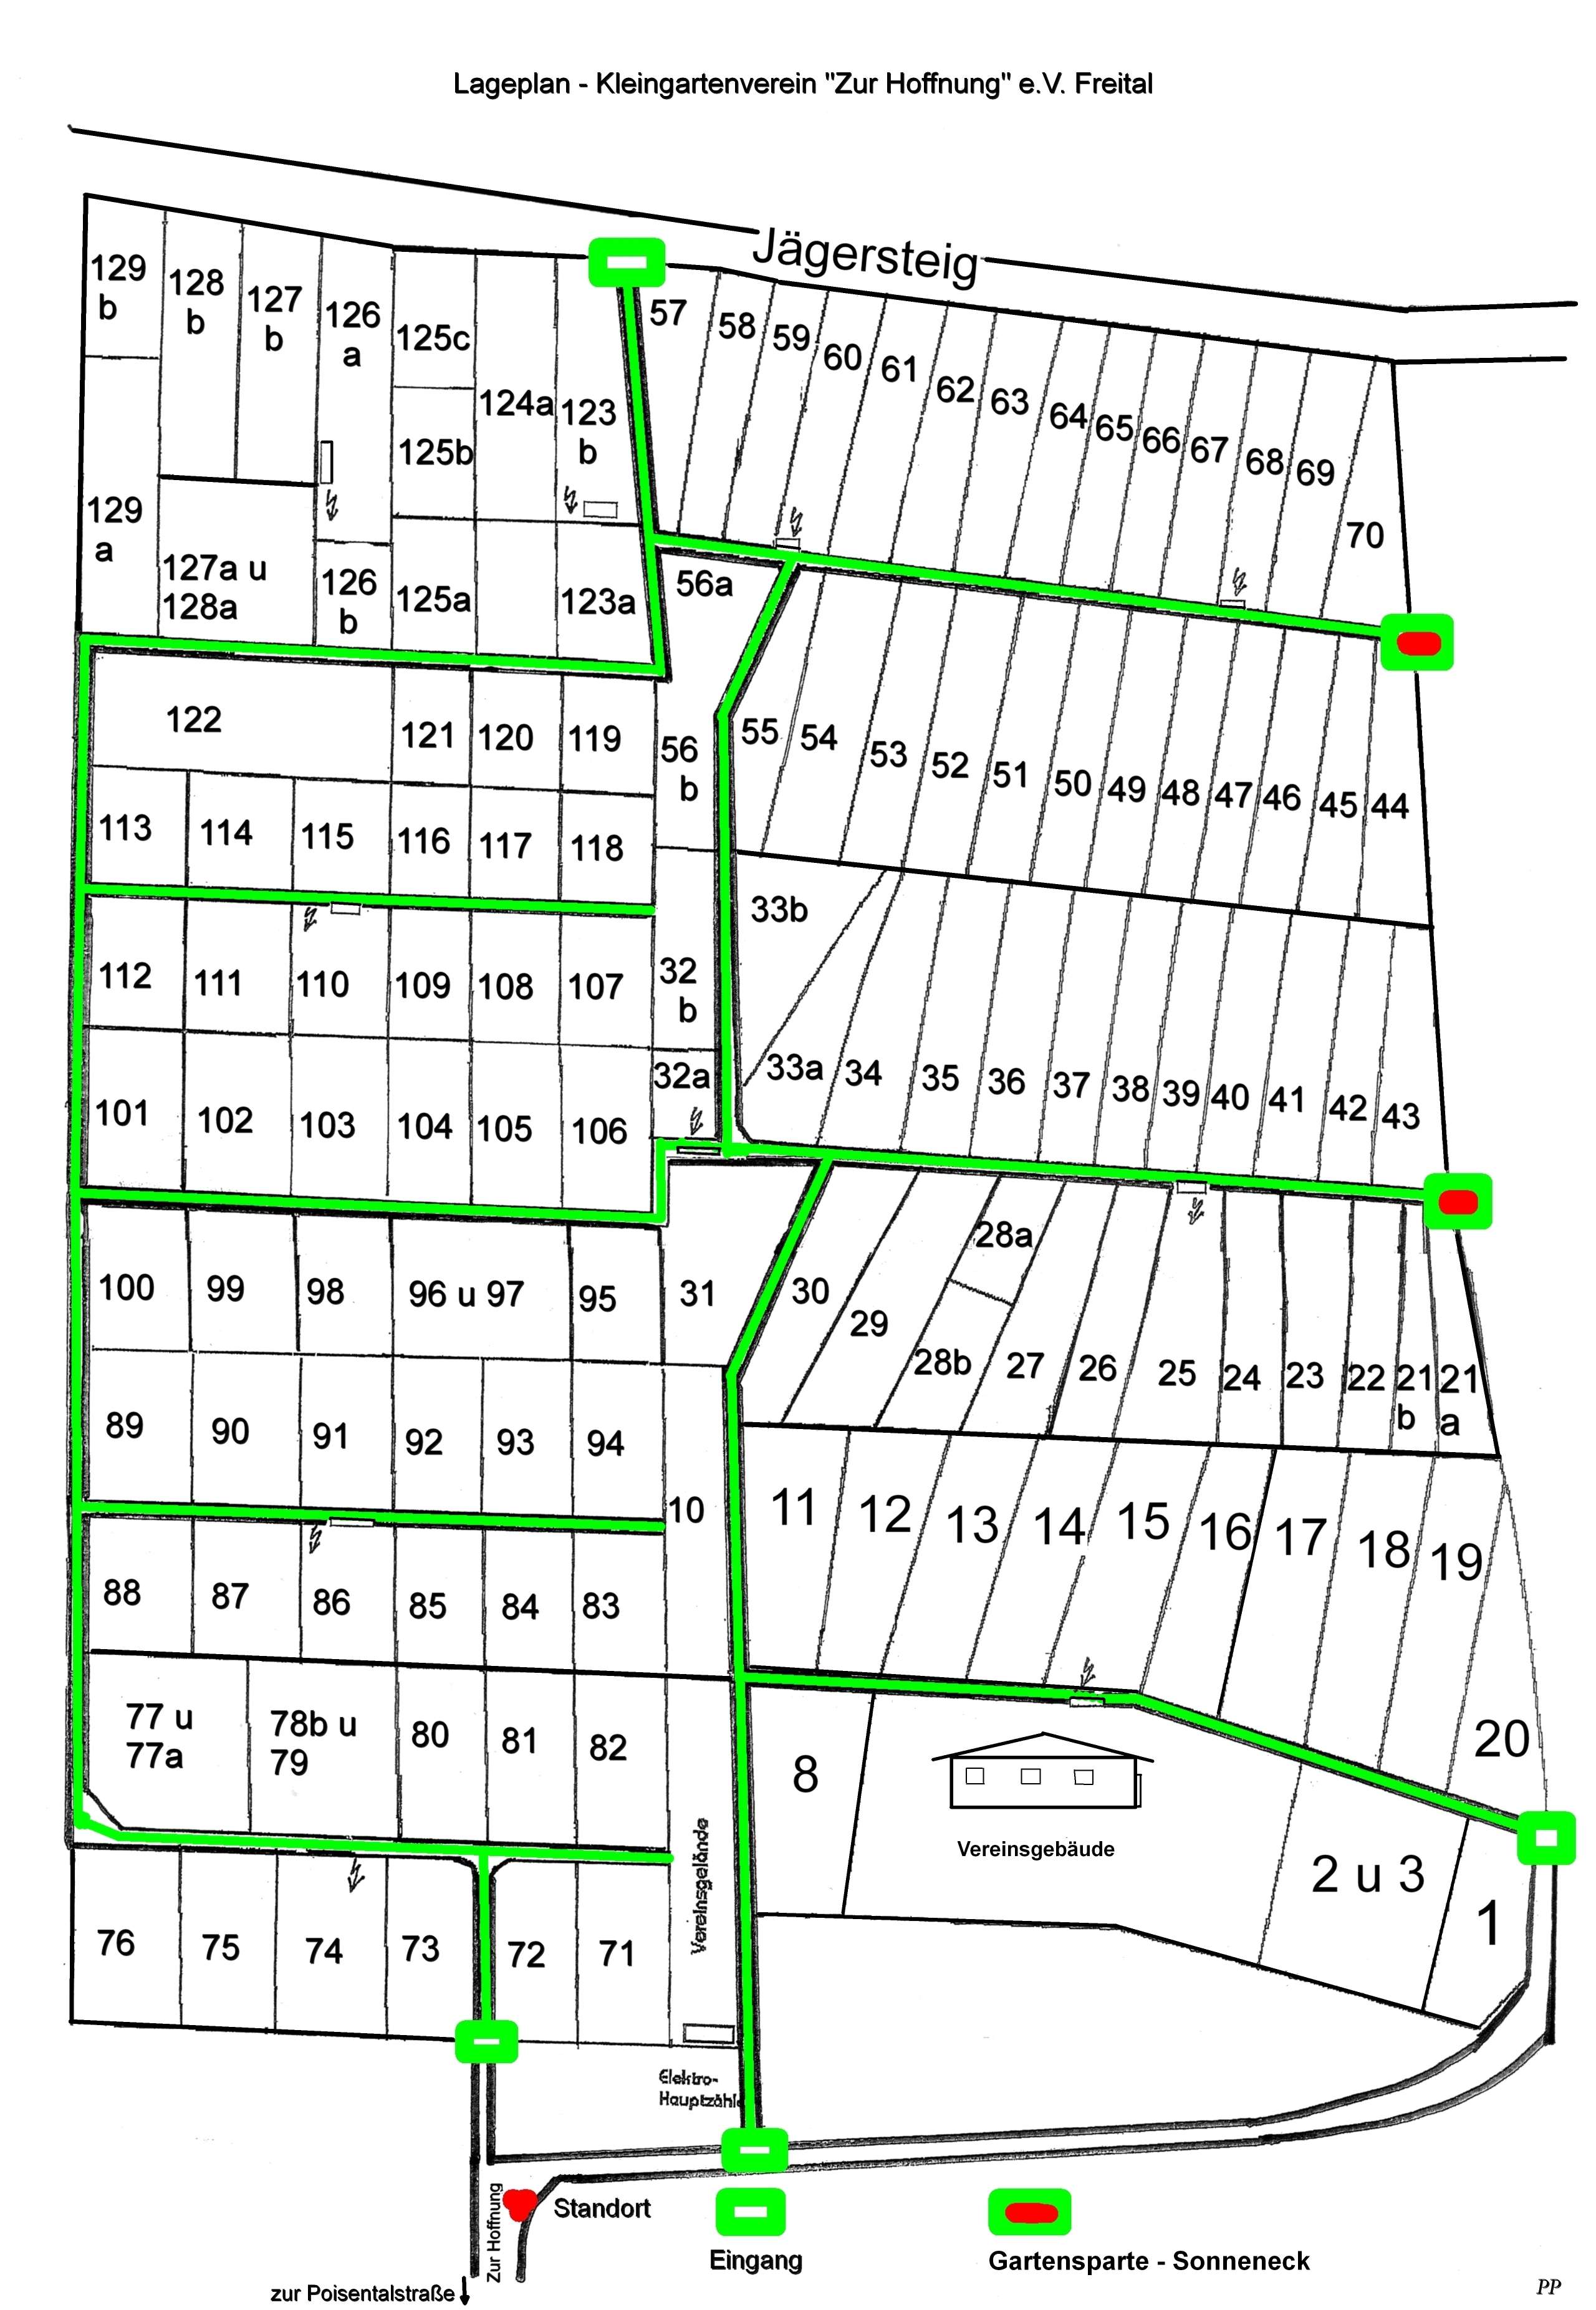 Lageplan - Kleingartenverein "Zur Hoffnung" e.V. Freital
Jägersteig
129
b
128
b
127
b
126
a
125c
124a
123
b
125b
129
a
127a u
128a
126
b
125a
123a
57
58
59
60
61
62
63
64
65
66
67
68
69
70
56a
122
121
120
119
56
b
55
54
53
52
51
50
49
48
47
46
45
44
113
114
115
116
117
118
33b
112
111
110
109
108
107
32
b
32a
33a
34
35
36
37
38
39
40
41
42
43
101
102
103
104
105
106
100
99
98
96 u 97
95
31
30
29
28a
28b
27
26
25
24
23
22
21
b
21
a
89
90
91
92
93
94
10
11
12
13
14
15
16
17
18
19
20
88
87
86
85
84
83
77 u
77a
78b u
79
80
81
82
8
Vereinsgebäude
2 u 3
1
Vereinsgelände
76
75
74
73
72
71
Elektro-
Hauptzähl
Zur Hoffnung
Standort
Eingang
Gartensparte - Sonneneck
zur Poisentalstraße
PP